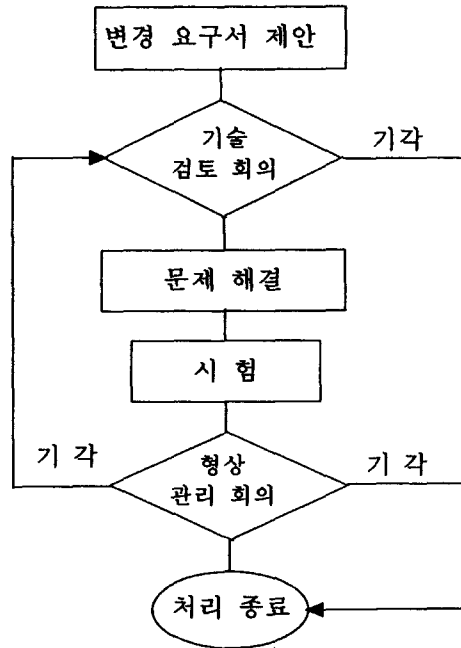 변경 요구서 제안
기술
검토 회의
기각
문제 해결
시 험
기 각
형상
관리 회의
기 각
처리 종료